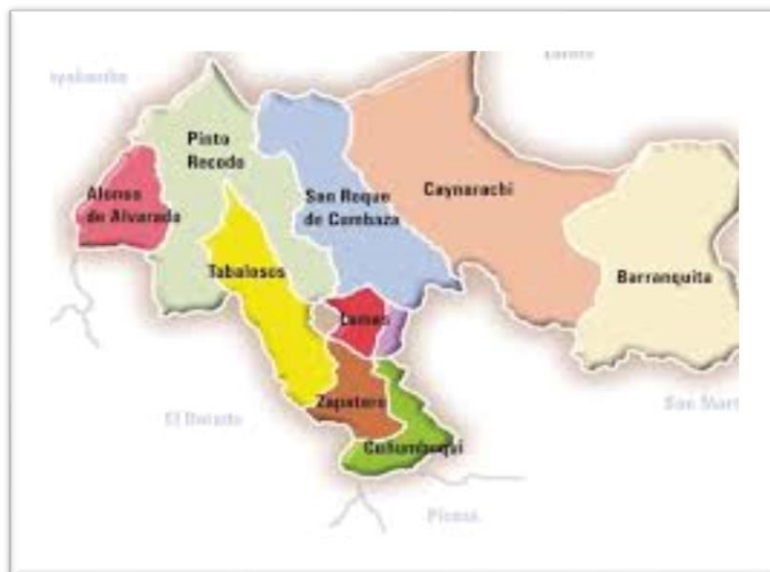 Pinto
Recodo
Alonso
de Alvarado
San Roque
de Cumbaza
Caynarachi
Tabalosos
Barranquita
Lamas
Zapatero
Cuñumbuqui
El Dorado
San Mart
Picota